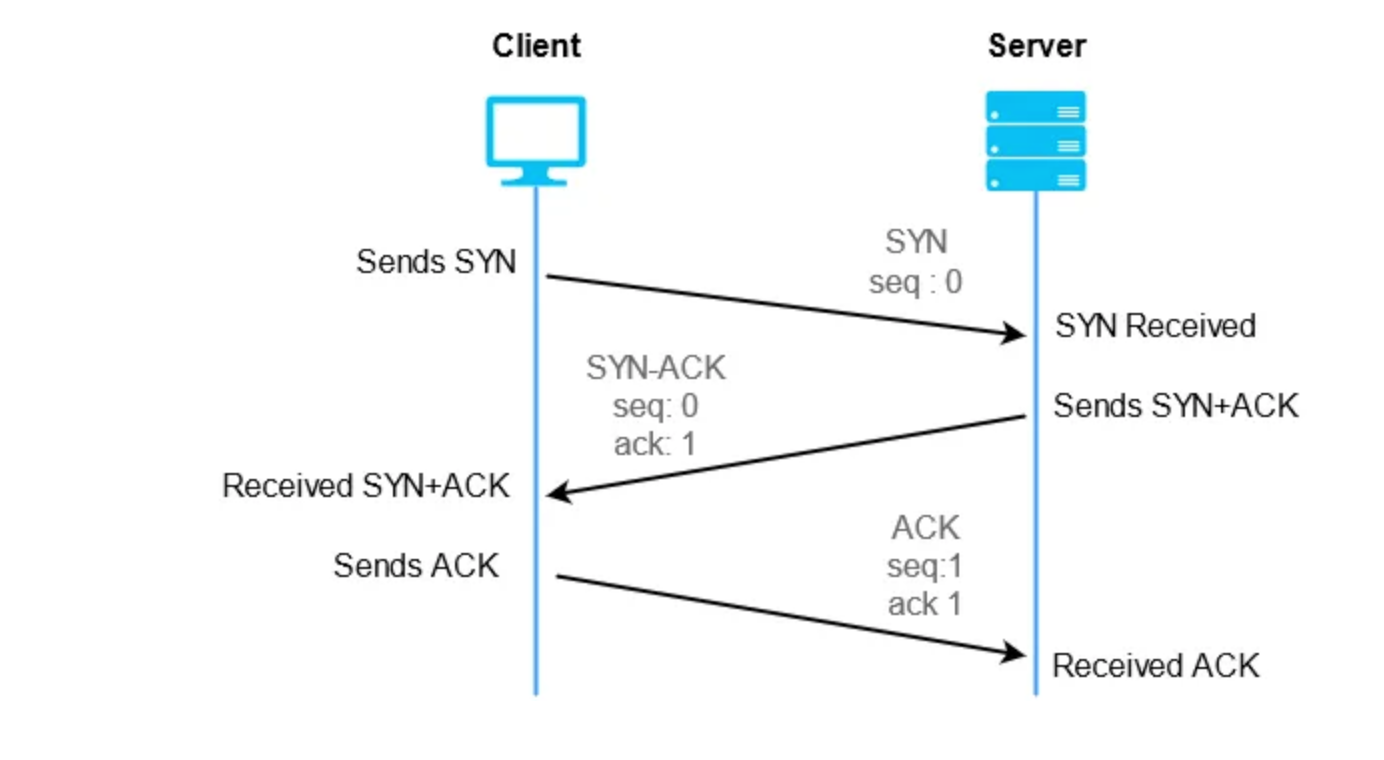 Client
Server
Sends SYN
SYN
seq : 0
SYN Received
SYN-ACK
seq: 0
ack: 1
Sends SYN+ACK
Received SYN+ACK
Sends ACK
ACK
seq:1
ack 1
Received ACK